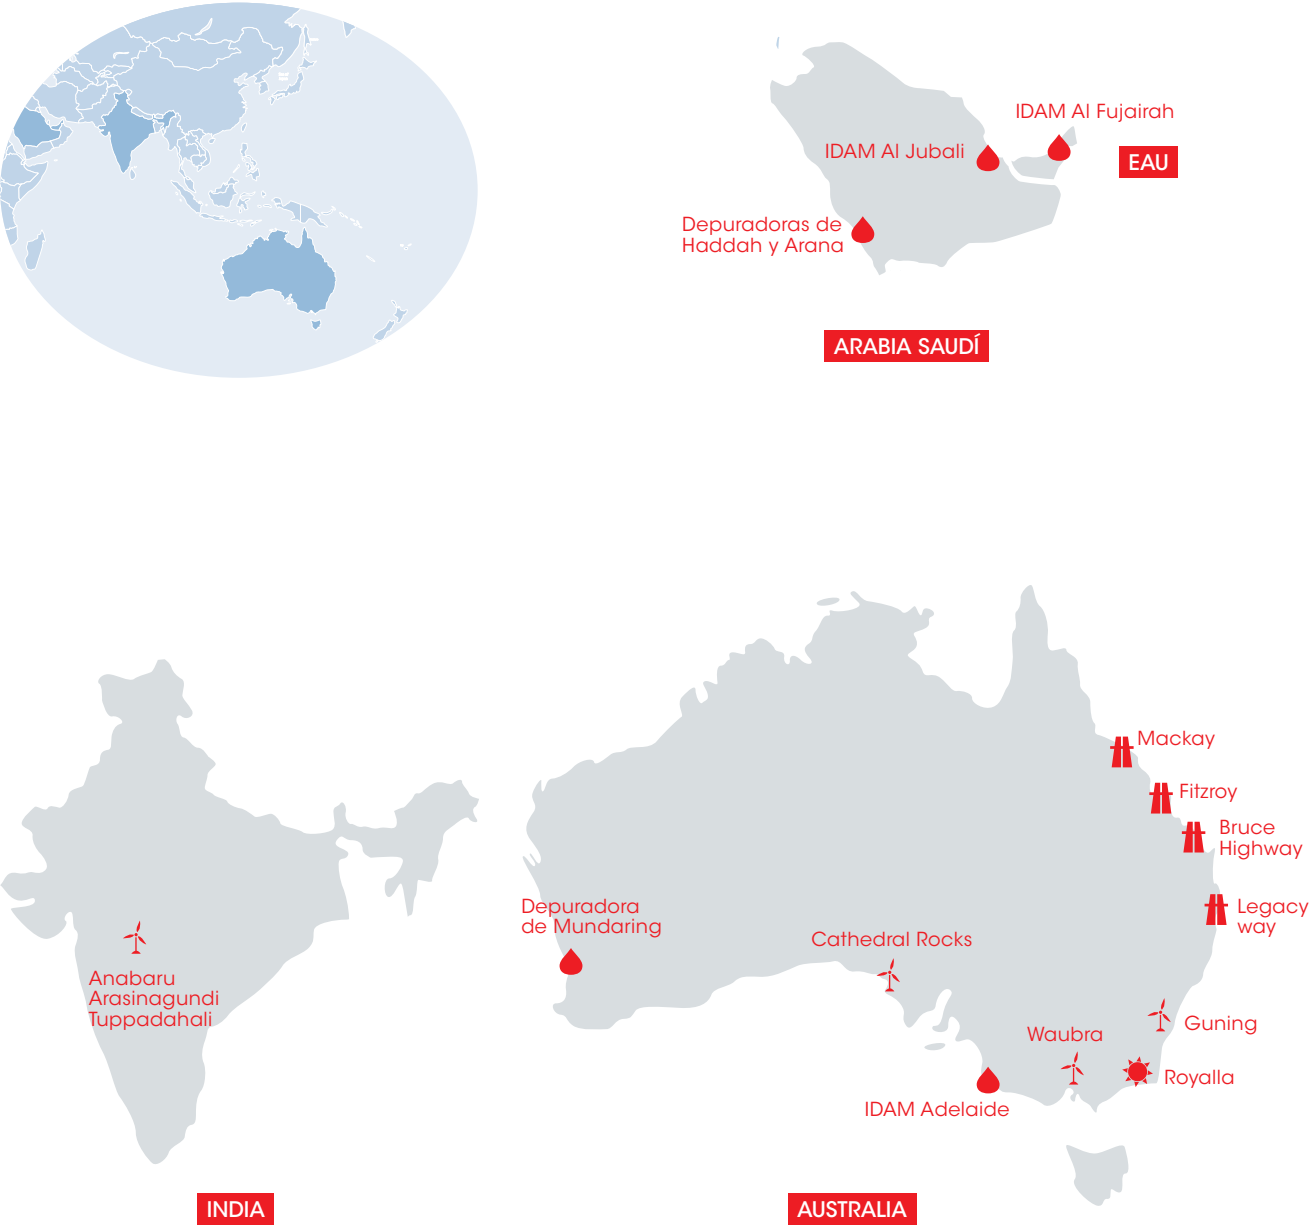 IDAM Al Fujairah
IDAM Al Jubali
EAU
Depuradoras de
Haddah y Arana
ARABIA SAUDÍ
Mackay
Fitzroy
Bruce
Highway
Legacy
way
Depuradora
de Mundaring
Cathedral Rocks
Anabaru
Arasinagundi
Tuppadahali
Guning
Waubra
Royalla
IDAM Adelaide
INDIA
AUSTRALIA